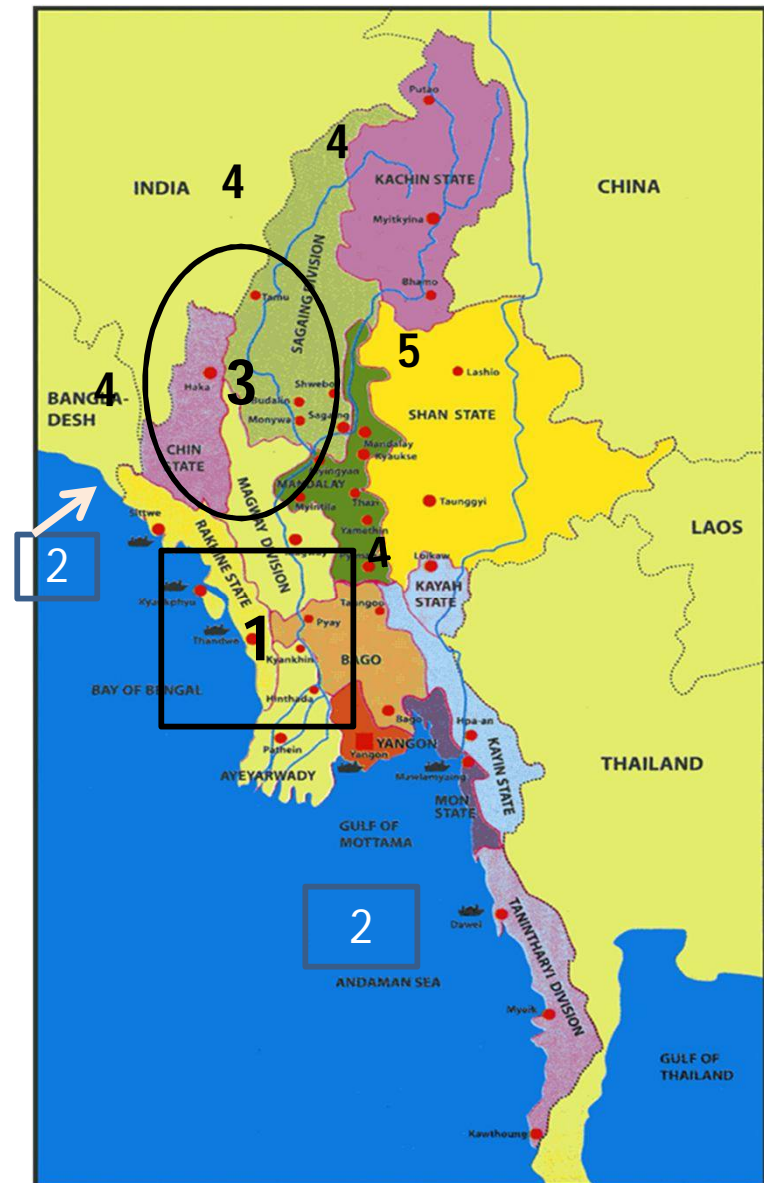 Putao
4
KACHIN STATE
INDIA
4
CHINA
Myitkyina
SAGAING DIVISION
Bhamo
Tamu
5
Lashio
Haka
3
Shwebo
BANGLA-
DESH
4
Budalin
SHAN STATE
Monywa
Sagaing
Mandalay
CHIN
STATE
Kyaukse
MANDALAY
MAGWAY DIVISION
Myintila
Thazi
Taunggyi
Sittwe
Yamethin
LAOS
RAKHINE STATE
4
Loikaw
2
KAYAH
STATE
Kyaukphyo
Taungoo
Pyay
Thandwe
1
Kyankhin
BAGO
BAY OF BENGAL
Hinthada
Bago
Hpa-an
Pathein
YANGON
Yangon
KAYIN STATE
THAILAND
AYEYARWADY
Mawlamyaing
MON
STATE
GULF OF
MOTTAMA
2
Dawei
TANINTHARYI DIVISION
ANDAMAN SEA
Myeik
GULF OF
THAILAND
Kawthoung